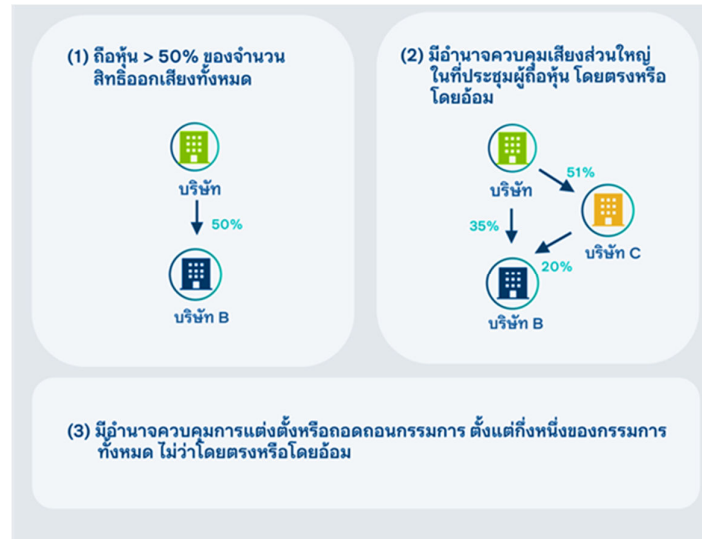 (1) ถือหุ้น > 50% ของจำนวน
สิทธิออกเสียงทั้งหมด
บริษัท
50%
บริษัท B
(2) มีอำนาจควบคุมเสียงส่วนใหญ่
ในที่ประชุมผู้ถือหุ้น โดยตรงหรือ
โดยอ้อม
บริษัท
51%
บริษัท C
35%
20%
บริษัท B
(3) มีอำนาจควบคุมการแต่งตั้งหรือถอดถอนกรรมการ ตั้งแต่กึ่งหนึ่งของกรรมการ
ทั้งหมด ไม่ว่าโดยตรงหรือโดยอ้อม